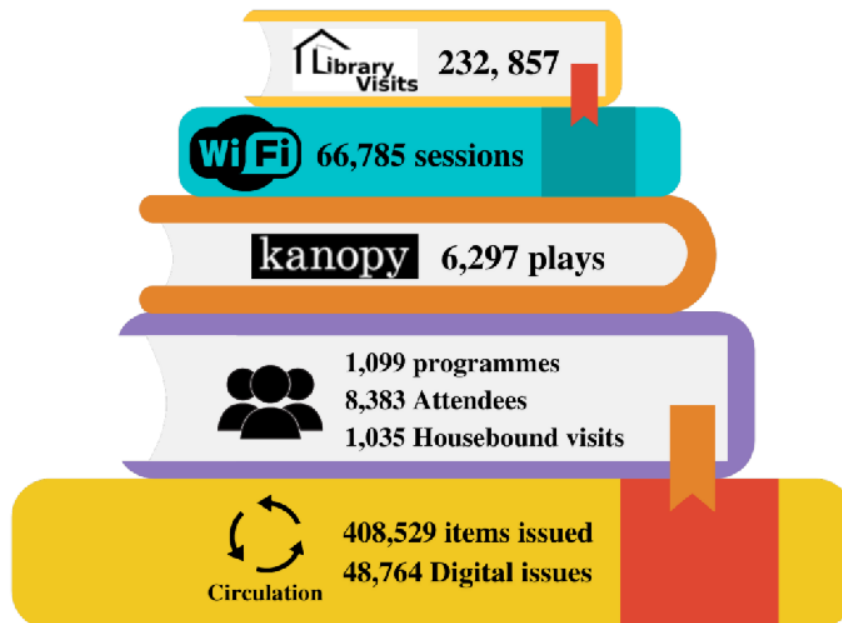 Library
Visits
232, 857
WiFi 66,785 sessions
kanopy 6,297 plays
1,099 programmes
8,383 Attendees
1,035 Housebound visits
408,529 items issued
48,764 Digital issues
Circulation